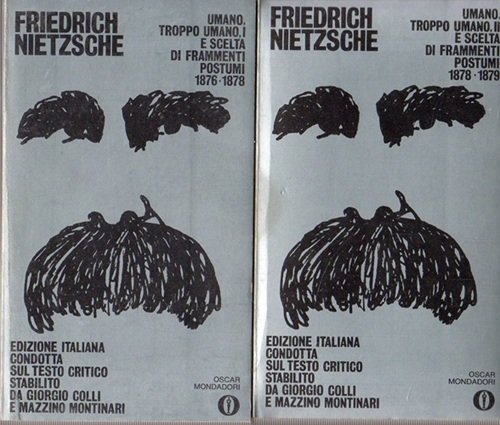 FRIEDRICH
NIETZSCHE
UMANO,
TROPPO UMANO, I
E SCELTA
DI FRAMMENTI
POSTUMI
1876 - 1878
EDIZIONE ITALIANA
CONDOTTA
SUL TESTO CRITICO
STABILITO
DA GIORGIO COLLI
E MAZZINO MONTINARI
OSCAR
MONDADORI
FRIEDRICH
NIETZSCHE
UMANO,
TROPPO UMANO, II
E SCELTA
DI FRAMMENTI
POSTUMI
1878 - 1879
EDIZIONE ITALIANA
CONDOTTA
SUL TESTO CRITICO
STABILITO
DA GIORGIO COLLI
E MAZZINO MONTINARI
OSCAR
MONDADORI